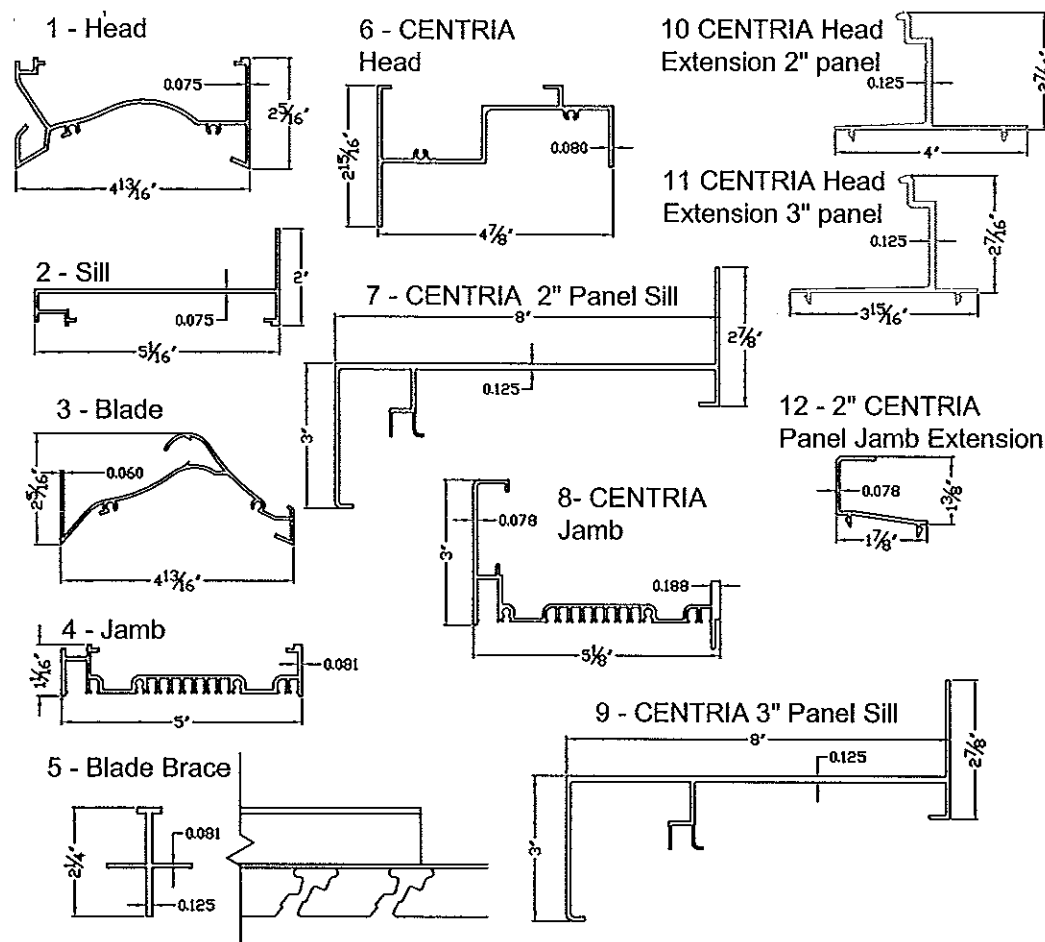 1 - Head
0.075
2 5/16"
4 13/16"
6 - CENTRIA
Head
2 15/16"
0.080
4 7/8"
10 CENTRIA Head
Extension 2" panel
0.125
4"
11 CENTRIA Head
Extension 3" panel
0.125
2 7/16"
3 15/16"
2 - Sill
2"
0.075
5 1/16"
7 - CENTRIA 2" Panel Sill
8"
2 7/8"
0.125
3"
3 - Blade
0.060
2 5/16"
4 13/16"
8- CENTRIA
Jamb
0.078
3"
0.188
5 1/8"
12 - 2" CENTRIA
Panel Jamb Extension
0.078
1 3/8"
1 7/8"
4 - Jamb
1 1/16"
0.081
5"
5 - Blade Brace
0.081
2 1/4"
0.125
9 - CENTRIA 3" Panel Sill
8"
0.125
2 7/8"
3"